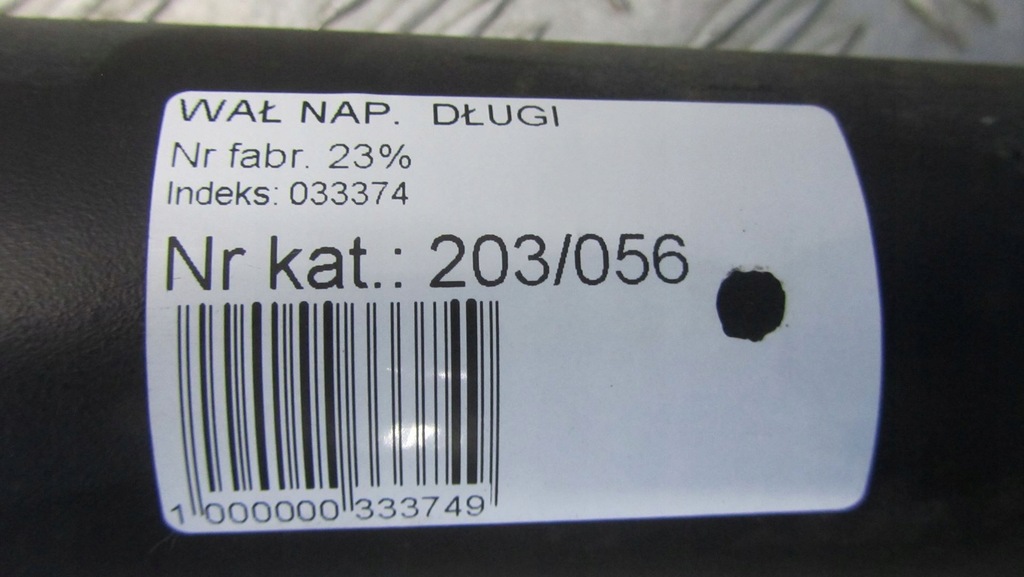 WAŁ NAP. DŁUGI
Nr fabr. 23%
Indeks: 033374
Nr kat.: 203/056
1 000000 333749